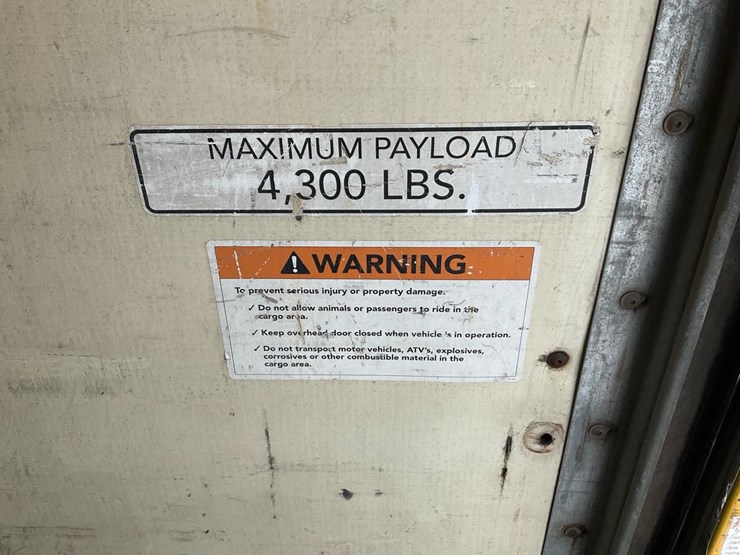 MAXIMUM PAYLOAD
4,300 LBS.
WARNING
To prevent serious injury or property damage.
✓ Do not allow animals or passengers to ride in the
cargo area.
✓ Keep overhead door closed when vehicle is in operation.
✓ Do not transport motor vehicles, ATV's, explosives,
corrosives or other combustible material in the
cargo area.